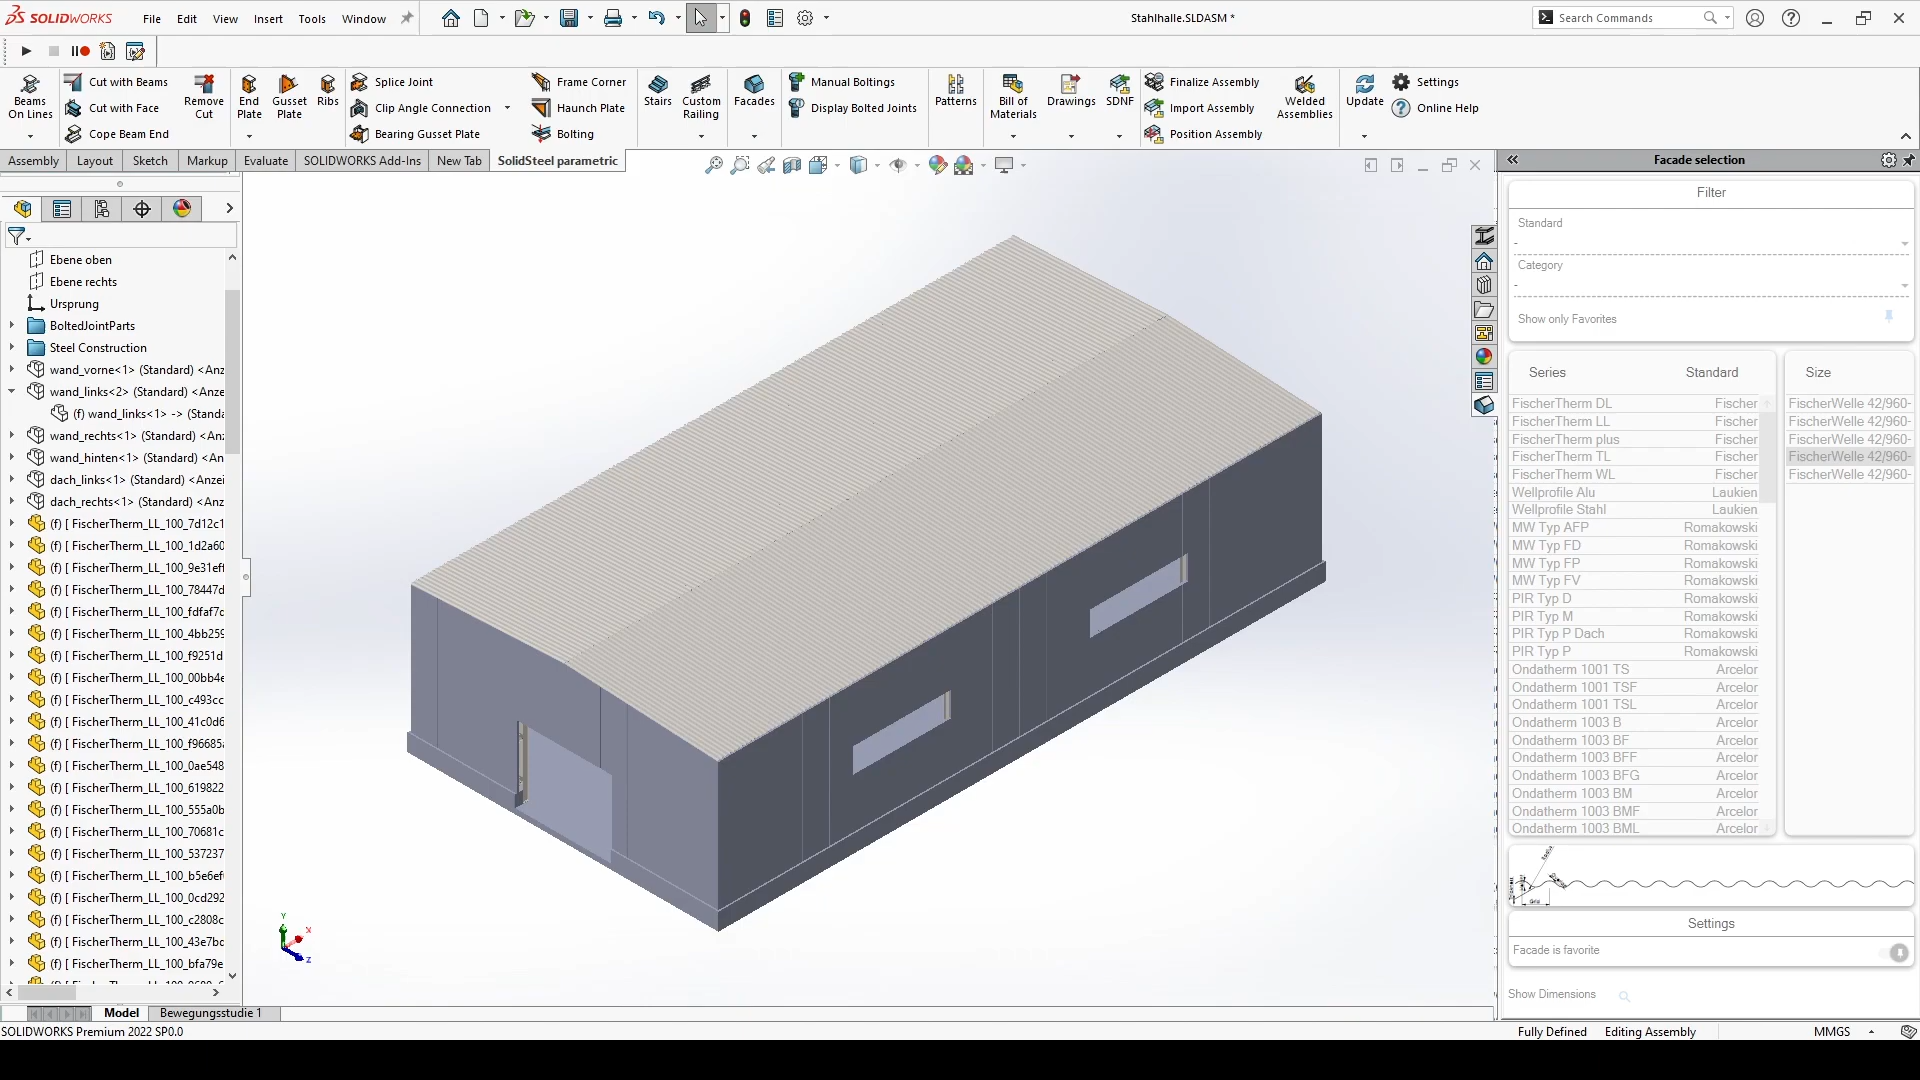 SOLIDWORKS File Edit View Insert Tools Window Stahlhalle.SLDASM * Search Commands
Beams On Lines
Cut with Beams
Cut with Face
Cope Beam End
Remove Cut
End Plate
Gusset Plate
Ribs
Splice Joint
Clip Angle Connection
Bearing Gusset Plate
Frame Corner
Haunch Plate
Bolting
Stairs
Custom Railing
Facades
Manual Boltings
Display Bolted Joints
Patterns
Bill of Materials
Drawings
SDNF
Finalize Assembly
Import Assembly
Position Assembly
Welded Assemblies
Update
Settings
Online Help
Assembly Layout Sketch Markup Evaluate SOLIDWORKS Add-Ins New Tab SolidSteel parametric
Ebene oben
Ebene rechts
Ursprung
BoltedJointParts
Steel Construction
wand_vorne<1> (Standard) <Anz
wand_links<2> (Standard) <Anze
(f) wand_links<1> -> (Standa
wand_rechts<1> (Standard) <An
wand_hinten<1> (Standard) <An
dach_links<1> (Standard) <Anzei
dach_rechts<1> (Standard) <Anz
(f) [ FischerTherm_LL_100_7d12c1
(f) [ FischerTherm_LL_100_1d2a60
(f) [ FischerTherm_LL_100_9e31ef
(f) [ FischerTherm_LL_100_78447d
(f) [ FischerTherm_LL_100_fdfaf7c
(f) [ FischerTherm_LL_100_4bb259
(f) [ FischerTherm_LL_100_f9251d
(f) [ FischerTherm_LL_100_00bb4e
(f) [ FischerTherm_LL_100_c493cc
(f) [ FischerTherm_LL_100_41c0d6
(f) [ FischerTherm_LL_100_f96685
(f) [ FischerTherm_LL_100_0ae548
(f) [ FischerTherm_LL_100_619822
(f) [ FischerTherm_LL_100_555a0b
(f) [ FischerTherm_LL_100_70681c
(f) [ FischerTherm_LL_100_537237
(f) [ FischerTherm_LL_100_b5e6ef
(f) [ FischerTherm_LL_100_0cd292
(f) [ FischerTherm_LL_100_c2808c
(f) [ FischerTherm_LL_100_43e7bc
(f) [ FischerTherm_LL_100_bfa79e
Y
X
Z
Facade selection
Filter
Standard
-
Category
-
Show only Favorites
Series Standard Size
FischerTherm DL Fischer FischerWelle 42/960-
FischerTherm LL Fischer FischerWelle 42/960-
FischerTherm plus Fischer FischerWelle 42/960-
FischerTherm TL Fischer FischerWelle 42/960-
FischerTherm WL Fischer FischerWelle 42/960-
Wellprofile Alu Laukien
Wellprofile Stahl Laukien
MW Typ AFP Romakowski
MW Typ FD Romakowski
MW Typ FP Romakowski
MW Typ FV Romakowski
PIR Typ D Romakowski
PIR Typ M Romakowski
PIR Typ P Dach Romakowski
PIR Typ P Romakowski
Ondatherm 1001 TS Arcelor
Ondatherm 1001 TSF Arcelor
Ondatherm 1001 TSL Arcelor
Ondatherm 1003 B Arcelor
Ondatherm 1003 BF Arcelor
Ondatherm 1003 BFF Arcelor
Ondatherm 1003 BFG Arcelor
Ondatherm 1003 BM Arcelor
Ondatherm 1003 BMF Arcelor
Ondatherm 1003 BML Arcelor
Settings
Facade is favorite
Show Dimensions
Model Bewegungsstudie 1
SOLIDWORKS Premium 2022 SP0.0 Fully Defined Editing Assembly MMGS